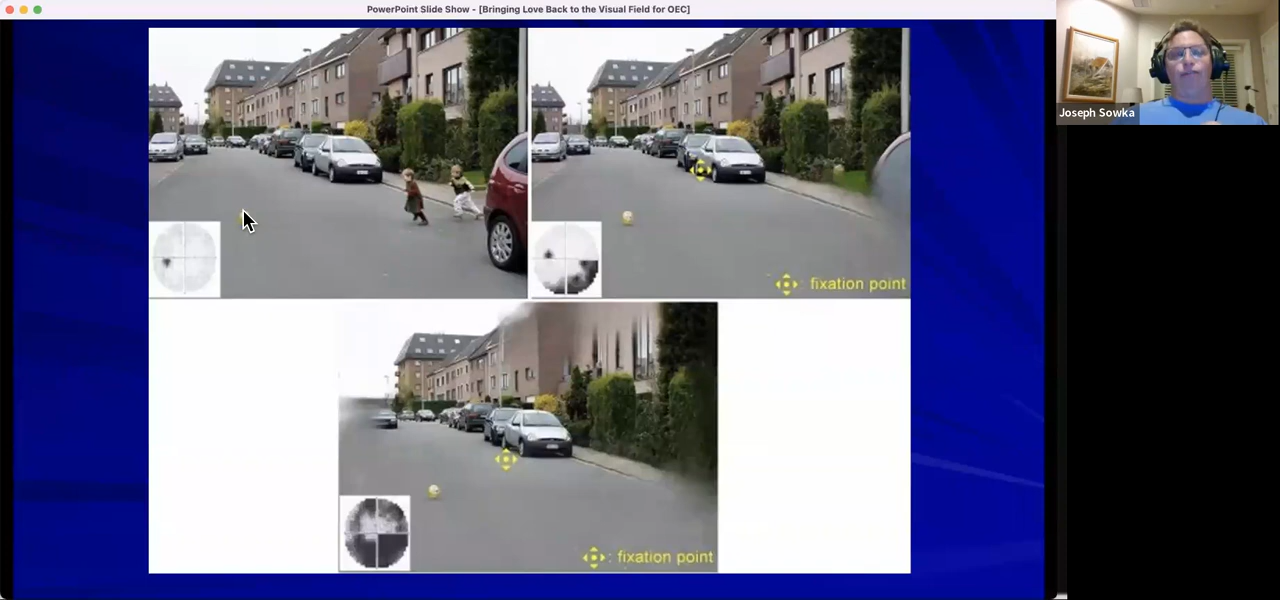 PowerPoint Slide Show - [Bringing Love Back to the Visual Field for OEC]
Joseph Sowka
: fixation point
: fixation point